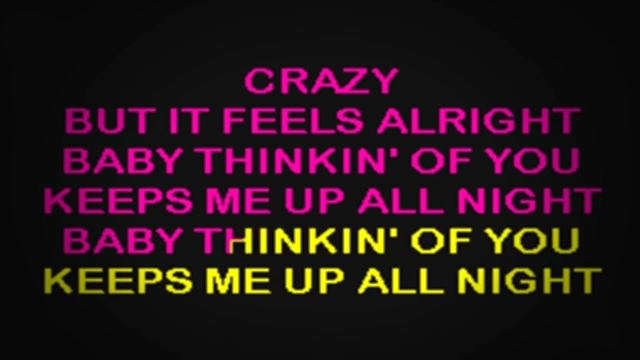 CRAZY
BUT IT FEELS ALRIGHT
BABY THINKIN' OF YOU
KEEPS ME UP ALL NIGHT
BABY THINKIN' OF YOU
KEEPS ME UP ALL NIGHT